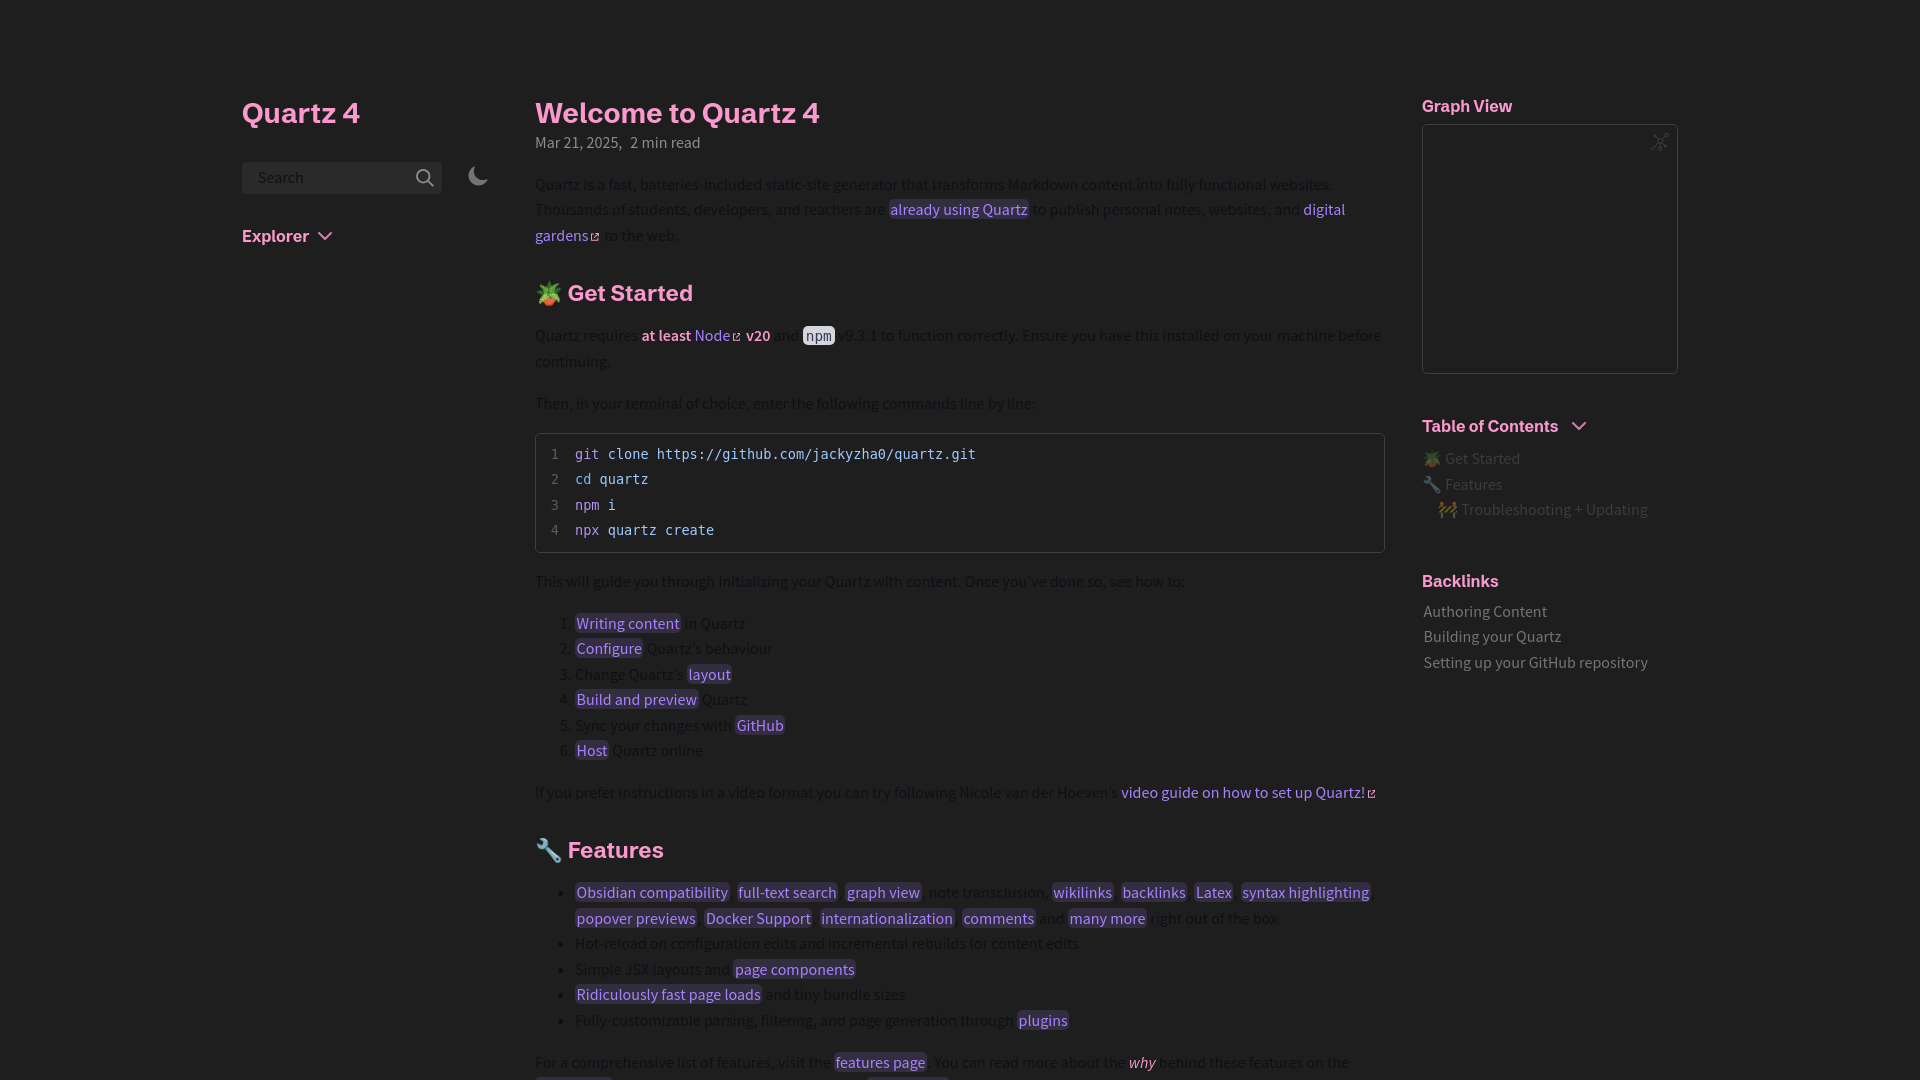 Quartz 4
Search
Explorer
Welcome to Quartz 4
Mar 21, 2025, 2 min read
Quartz is a fast, batteries-included static-site generator that transforms Markdown content into fully functional websites.
Thousands of students, developers, and teachers are already using Quartz to publish personal notes, websites, and digital
gardens to the web.
🪴 Get Started
Quartz requires at least Node v20 and npm v9.3.1 to function correctly. Ensure you have this installed on your machine before
continuing.
Then, in your terminal of choice, enter the following commands line by line:
1 git clone https://github.com/jackyzha0/quartz.git
2 cd quartz
3 npm i
4 npx quartz create
This will guide you through initializing your Quartz with content. Once you've done so, see how to:
1. Writing content in Quartz
2. Configure Quartz's behaviour
3. Change Quartz's layout
4. Build and preview Quartz
5. Sync your changes with GitHub
6. Host Quartz online
If you prefer instructions in a video format you can try following Nicole van der Hoeven's video guide on how to set up Quartz!
🔧 Features
• Obsidian compatibility, full-text search, graph view, note transclusion, wikilinks, backlinks, Latex, syntax highlighting,
popover previews, Docker Support, internationalization, comments and many more right out of the box
• Hot-reload on configuration edits and incremental rebuilds for content edits
• Simple JSX layouts and page components
• Ridiculously fast page loads and tiny bundle sizes
• Fully-customizable parsing, filtering, and page generation through plugins
For a comprehensive list of features, visit the features page. You can read more about the why behind these features on the
Graph View
Table of Contents
🪴 Get Started
🔧 Features
🚧 Troubleshooting + Updating
Backlinks
Authoring Content
Building your Quartz
Setting up your GitHub repository